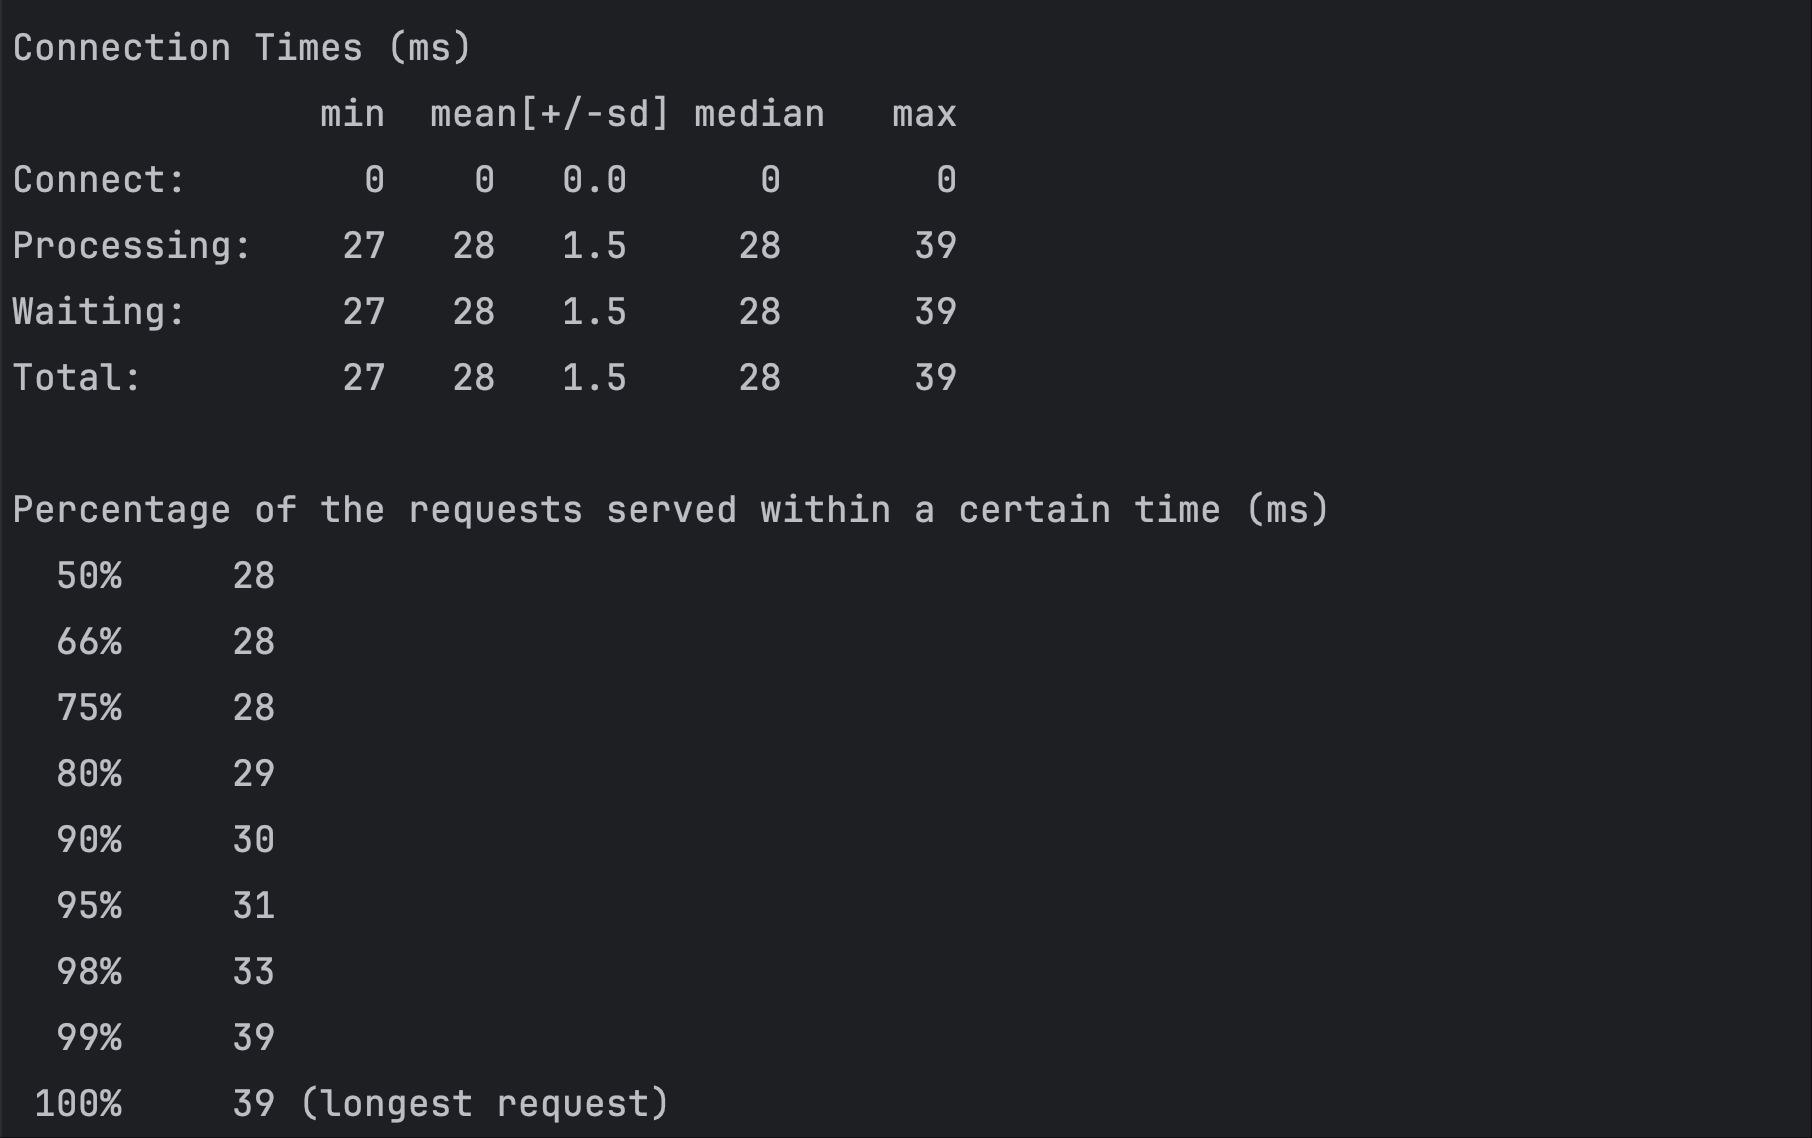 Connection Times (ms)
              min  mean[+/-sd] median   max
Connect:        0    0   0.0      0       0
Processing:    27   28   1.5     28      39
Waiting:       27   28   1.5     28      39
Total:         27   28   1.5     28      39

Percentage of the requests served within a certain time (ms)
  50%     28
  66%     28
  75%     28
  80%     29
  90%     30
  95%     31
  98%     33
  99%     39
 100%     39 (longest request)